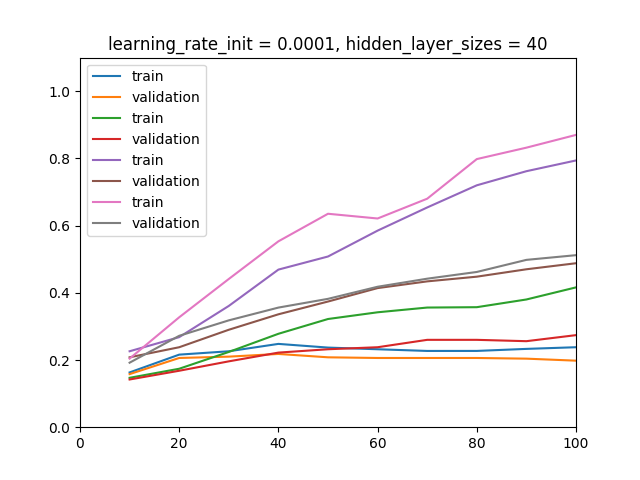 learning_rate_init = 0.0001, hidden_layer_sizes = 40
train
validation
train
validation
train
validation
train
validation
1.0
0.8
0.6
0.4
0.2
0.0
0 20 40 60 80 100